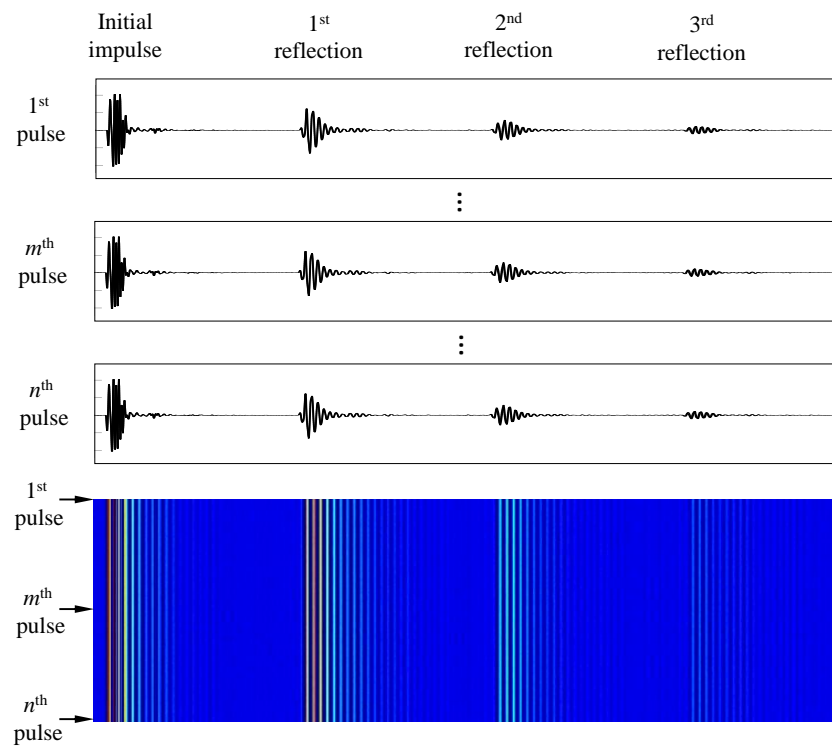 Initial
impulse
1st
reflection
2nd
reflection
3rd
reflection
1st
pulse
⋮
mth
pulse
⋮
nth
pulse
1st
pulse
mth
pulse
nth
pulse